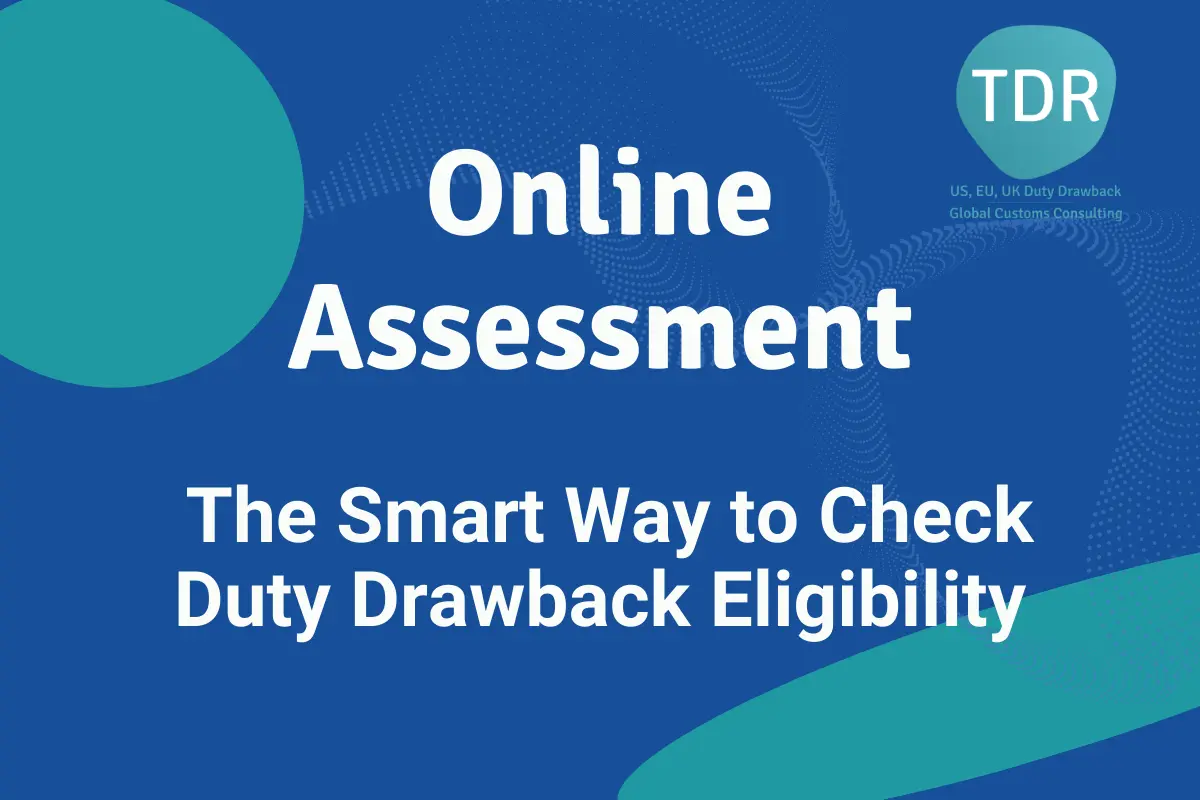 TDR
US, EU, UK Duty Drawback
Global Customs Consulting
Online
Assessment
The Smart Way to Check
Duty Drawback Eligibility